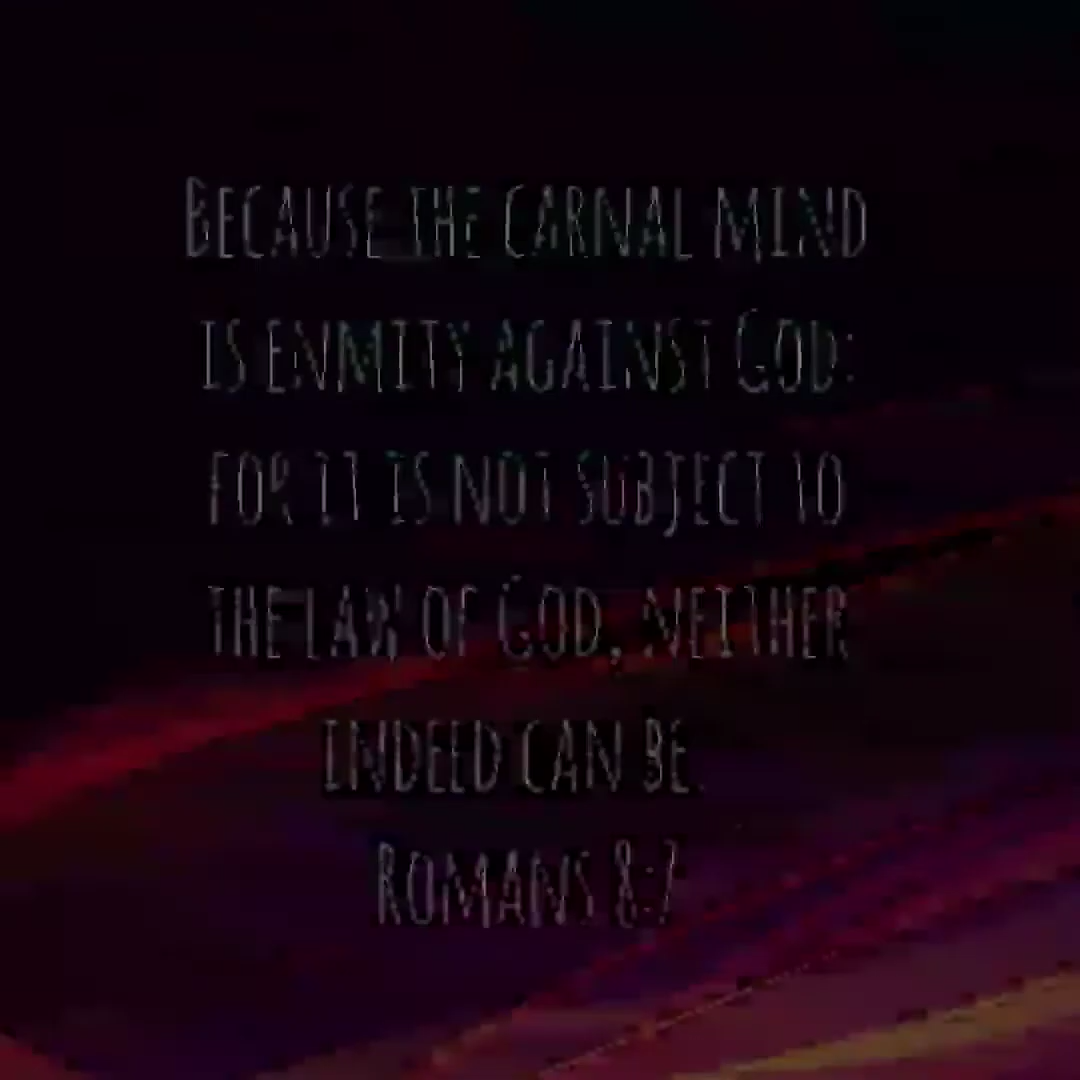 Because the carnal mind
is enmity against God:
for it is not subject to
the law of God, neither
indeed can be.
Romans 8:7